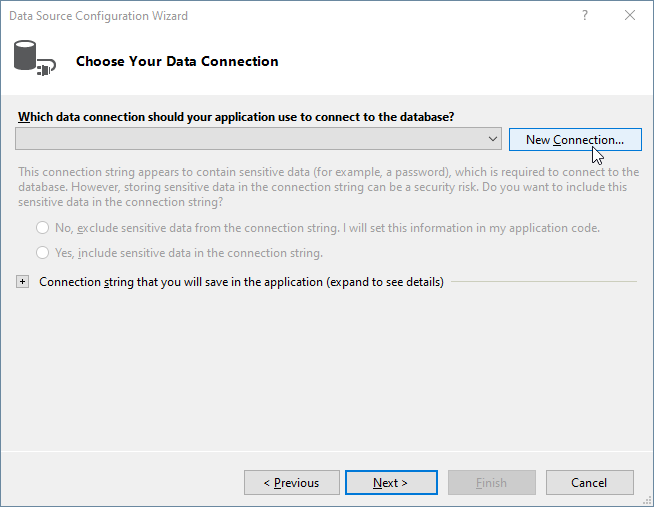 Data Source Configuration Wizard
?
Choose Your Data Connection
Which data connection should your application use to connect to the database?
New Connection...
This connection string appears to contain sensitive data (for example, a password), which is required to connect to the
database. However, storing sensitive data in the connection string can be a security risk. Do you want to include this
sensitive data in the connection string?
No, exclude sensitive data from the connection string. I will set this information in my application code.
Yes, include sensitive data in the connection string.
Connection string that you will save in the application (expand to see details)
< Previous
Next >
Finish
Cancel